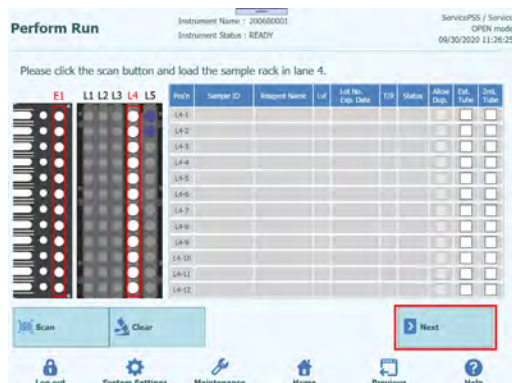 Perform Run
Instrument Name : 200680001
Instrument Status : READY
ServicePSS / Service
OPEN mode
09/30/2020 11:26:25
Please click the scan button and load the sample rack in lane 4.
E1 L1 L2 L3 L4 L5
Pos'n Sample ID Reagent Name Lvl Lot No. Exp. Date T/R Status Allow Dup. Ext. Tube 2mL Tube
L4-1
L4-2
L4-3
L4-4
L4-5
L4-6
L4-7
L4-8
L4-9
L4-10
L4-11
L4-12
Scan Clear Next
Log out System Settings Maintenance Home Previous Help